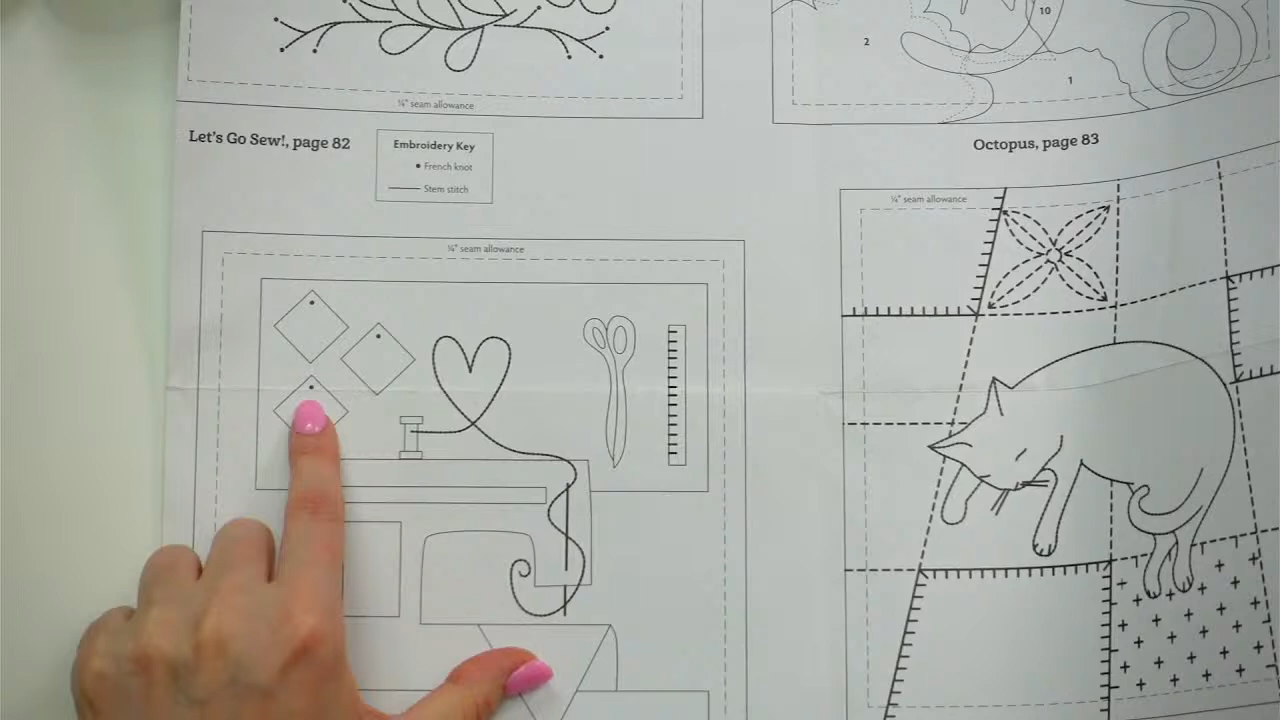 10
2
1
¼" seam allowance
Let's Go Sew!, page 82
Embroidery Key
French knot
Stem stitch
Octopus, page 83
¼" seam allowance
¼" seam allowance